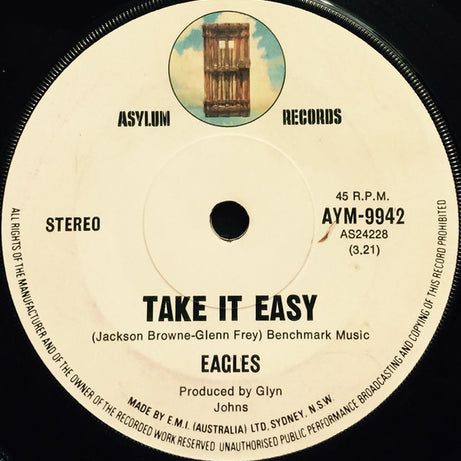 ASYLUM RECORDS
45 R.P.M.
STEREO
AYM-9942
AS24228
(3,21)
TAKE IT EASY
(Jackson Browne-Glenn Frey) Benchmark Music
EAGLES
Produced by Glyn
Johns
MADE BY E.M.I. (AUSTRALIA) LTD, SYDNEY, N.S.W.
ALL RIGHTS OF THE MANUFACTURER AND OF THE OWNER OF THE RECORDED WORK RESERVED UNAUTHORISED PUBLIC PERFORMANCE BROADCASTING AND COPYING OF THIS RECORD PROHIBITED